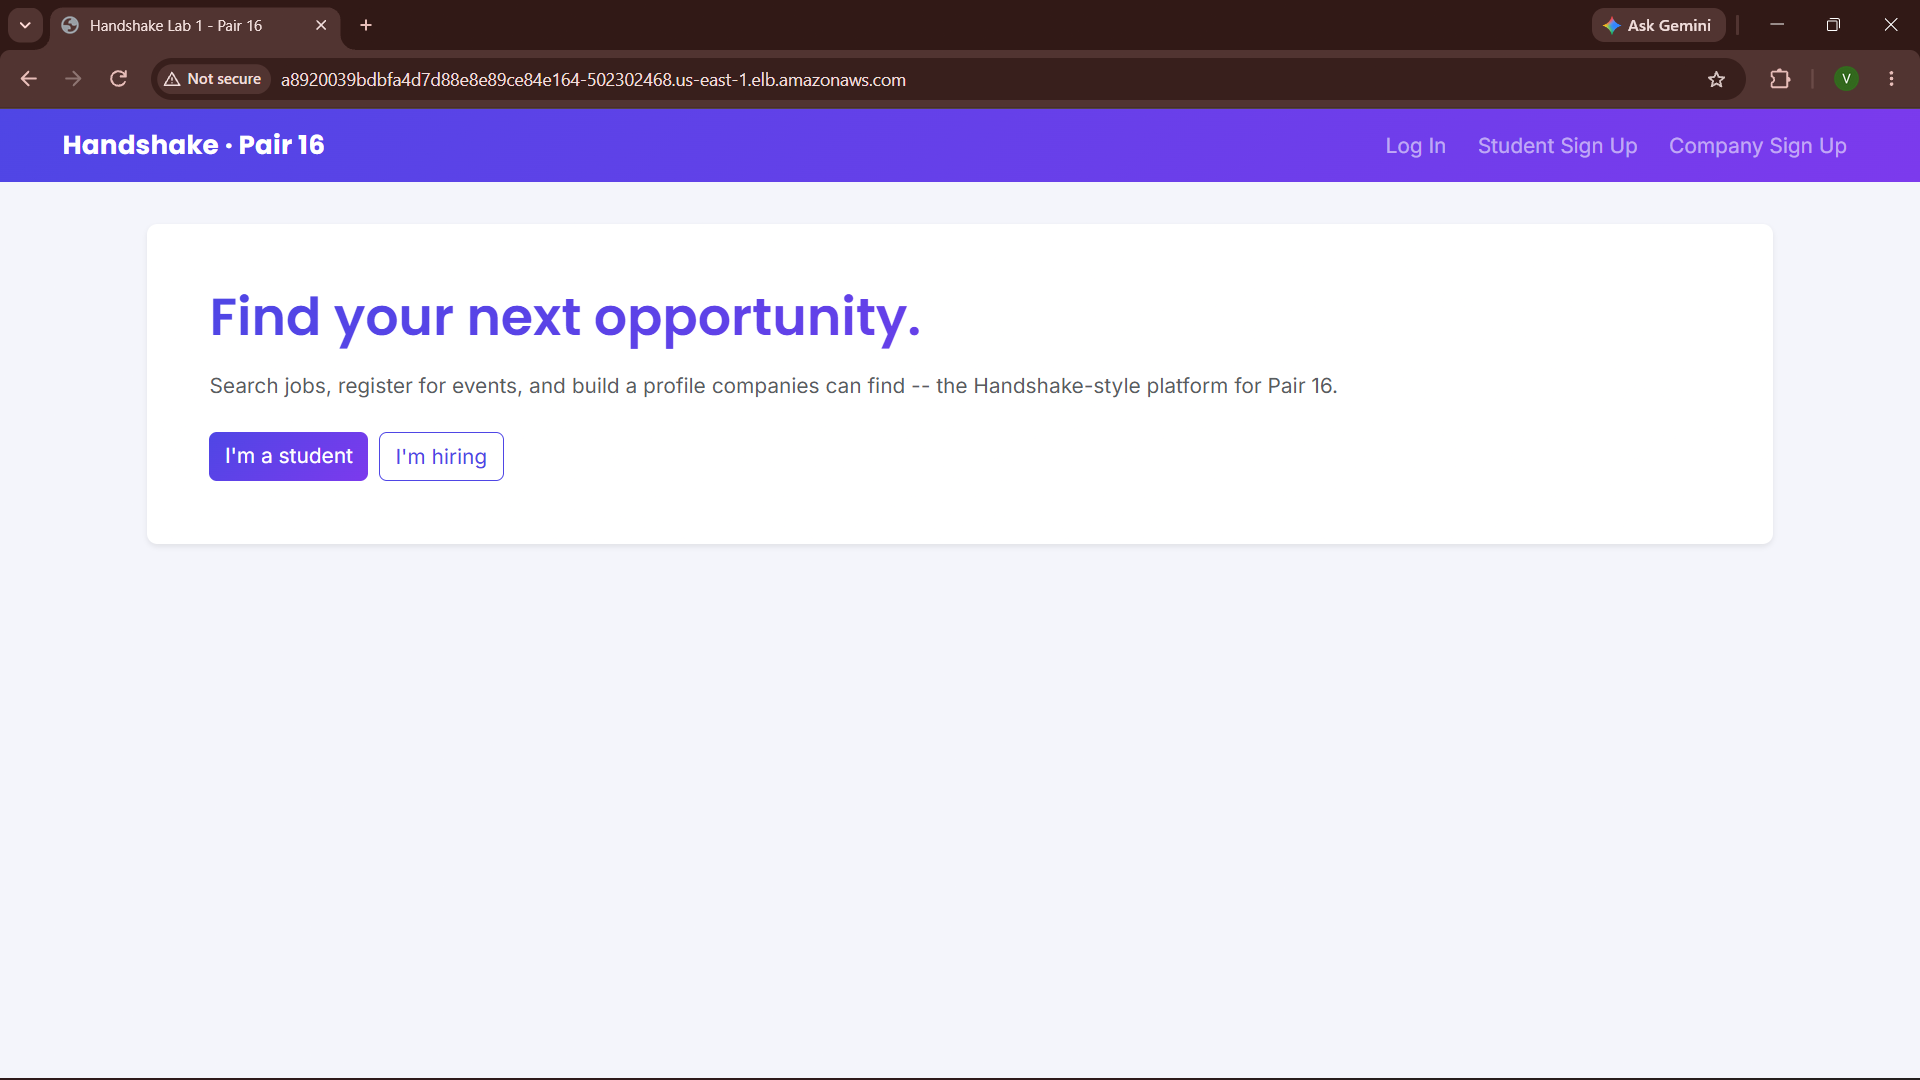 Handshake Lab 1 - Pair 16
Ask Gemini
Not secure
a8920039bdbfa4d7d88e8e89ce84e164-502302468.us-east-1.elb.amazonaws.com
V
Handshake · Pair 16
Log In
Student Sign Up
Company Sign Up
Find your next opportunity.
Search jobs, register for events, and build a profile companies can find -- the Handshake-style platform for Pair 16.
I'm a student
I'm hiring